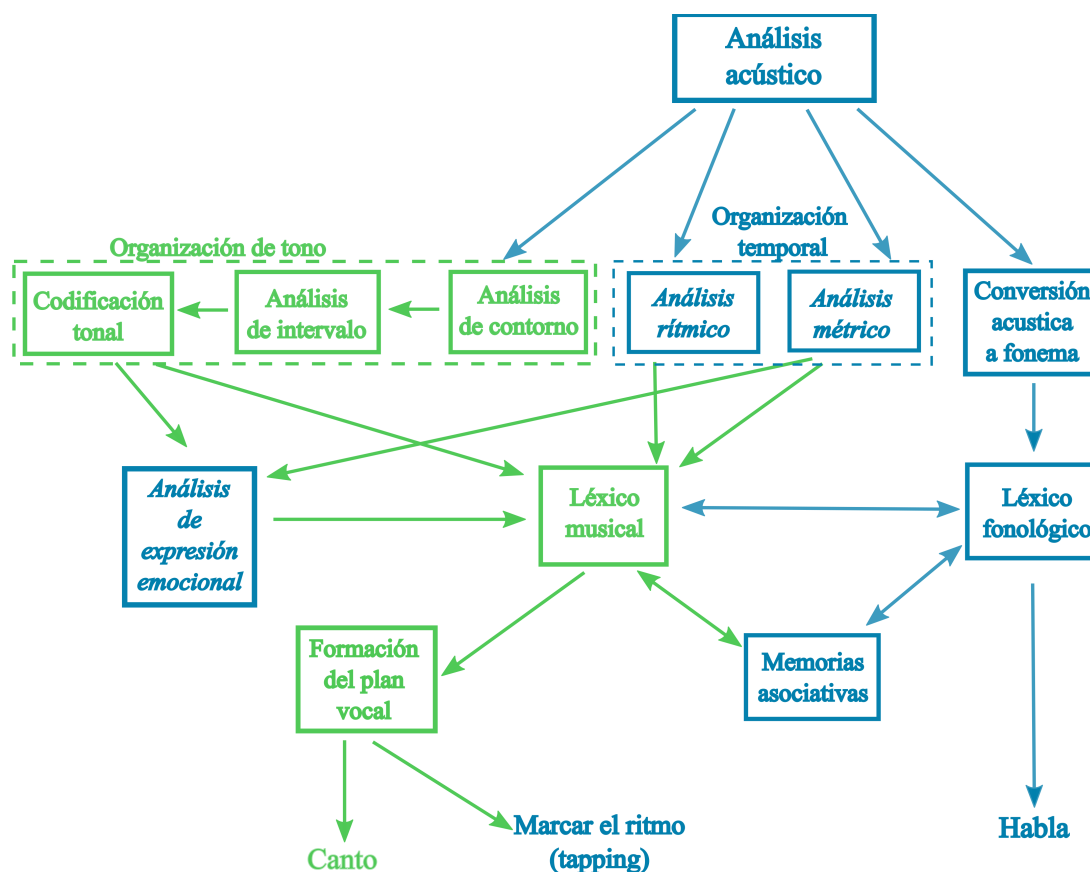 Análisis
acústico
Organización de tono
Organización
temporal
Codificación
tonal
Análisis
de intervalo
Análisis
de contorno
Análisis
rítmico
Análisis
métrico
Conversión
acustica
a fonema
Análisis
de
expresión
emocional
Léxico
musical
Léxico
fonológico
Formación
del plan
vocal
Memorias
asociativas
Canto
Marcar el ritmo
(tapping)
Habla